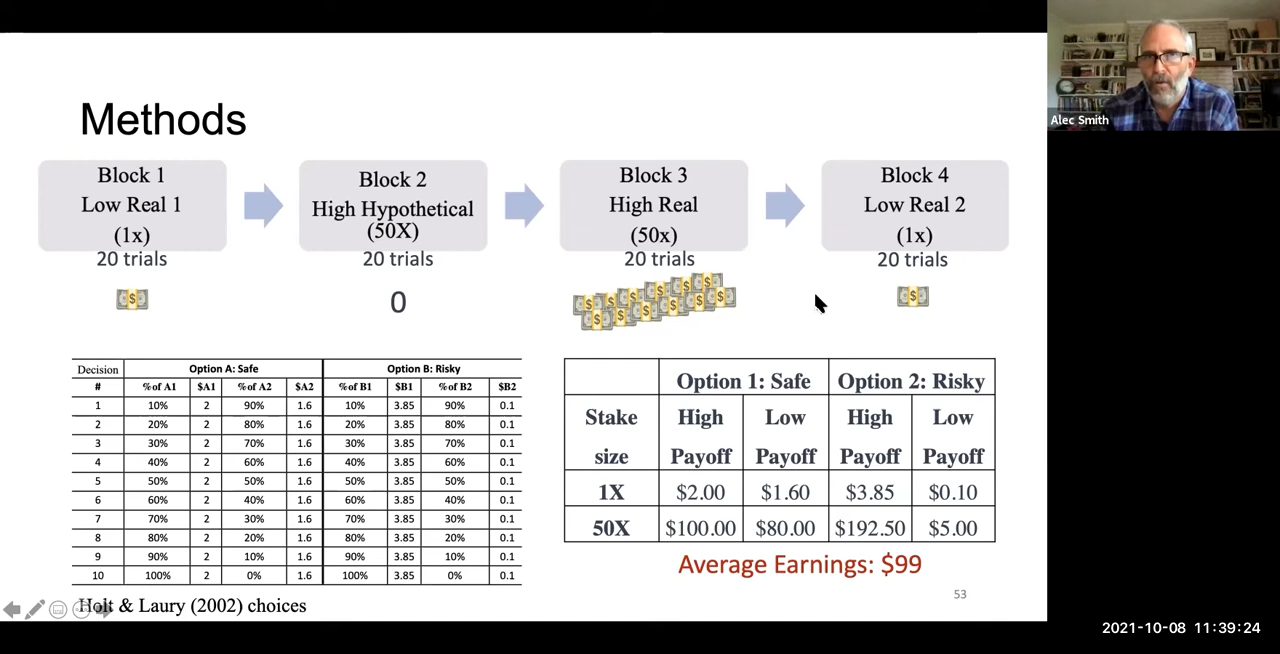 Methods
Block 1
Low Real 1
(1x)
20 trials
Block 2
High Hypothetical
(50X)
20 trials
0
Block 3
High Real
(50x)
20 trials
Block 4
Low Real 2
(1x)
20 trials
Decision Option A: Safe Option B: Risky
# % of A1 $A1 % of A2 $A2 % of B1 $B1 % of B2 $B2
1 10% 2 90% 1.6 10% 3.85 90% 0.1
2 20% 2 80% 1.6 20% 3.85 80% 0.1
3 30% 2 70% 1.6 30% 3.85 70% 0.1
4 40% 2 60% 1.6 40% 3.85 60% 0.1
5 50% 2 50% 1.6 50% 3.85 50% 0.1
6 60% 2 40% 1.6 60% 3.85 40% 0.1
7 70% 2 30% 1.6 70% 3.85 30% 0.1
8 80% 2 20% 1.6 80% 3.85 20% 0.1
9 90% 2 10% 1.6 90% 3.85 10% 0.1
10 100% 2 0% 1.6 100% 3.85 0% 0.1
Holt & Laury (2002) choices
Option 1: Safe Option 2: Risky
Stake High Low High Low
size Payoff Payoff Payoff Payoff
1X $2.00 $1.60 $3.85 $0.10
50X $100.00 $80.00 $192.50 $5.00
Average Earnings: $99
53
Alec Smith
2021-10-08 11:39:24